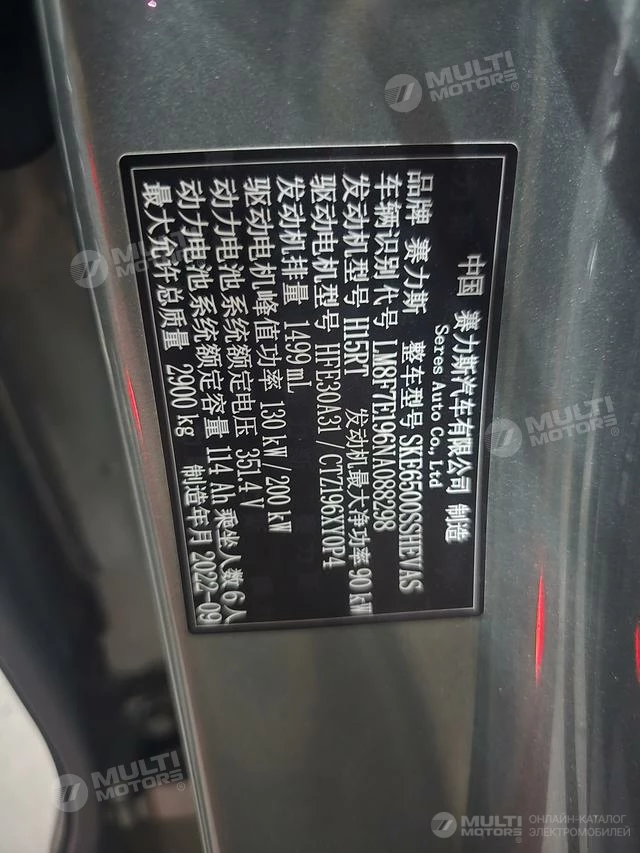 中国 赛力斯汽车有限公司 制造
Seres Auto Co., Ltd
品牌 赛力斯 整车型号 SKE6500SSHEVAS
车辆识别代号 LM8F7E196NA088298
发动机型号 H15RT 发动机最大净功率 90 kW
驱动电机型号 HFE30A31 / CTZ196XT0P4
发动机排量 1499 mL
驱动电机峰值功率 130 kW / 200 kW
动力电池系统额定电压 351.4 V
动力电池系统额定容量 114 Ah 乘坐人数 6人
最大允许总质量 2900 kg 制造年月 2022-09
MULTI
MOTORS®
MULTI
MOTORS®
MULTI
MOTORS®
MULTI
MOTORS®
MULTI
MOTORS®
ОНЛАЙН-КАТАЛОГ
ЭЛЕКТРОМОБИЛЕЙ